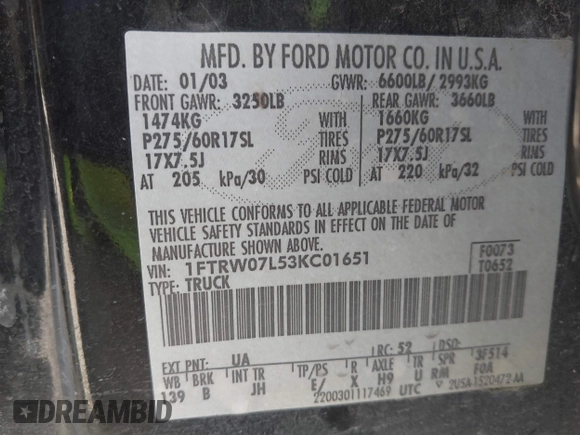 MFD. BY FORD MOTOR CO. IN U.S.A.
DATE: 01/03 GVWR: 6600LB/ 2993KG
FRONT GAWR: 3250LB REAR GAWR: 3660LB
1474KG WITH 1660KG WITH
P275/60R17SL TIRES P275/60R17SL TIRES
17X7.5J RIMS 17X7.5J RIMS
AT 205 kPa/30 PSI COLD AT 220 kPa/32 PSI COLD
THIS VEHICLE CONFORMS TO ALL APPLICABLE FEDERAL MOTOR
VEHICLE SAFETY STANDARDS IN EFFECT ON THE DATE OF
MANUFACTURE SHOWN ABOVE.
VIN: 1FTRW07L53KC01651 F0073
TYPE: TRUCK T0652
EXT PNT: UA RC: 52 DSO:
WB BRK INT TR TP/PS R AXLE TR SPR 3F514
139 B JH E/ X H9 U RM F0A
2200301117469 UTC 2USA-1520472-AA
DREAMBID